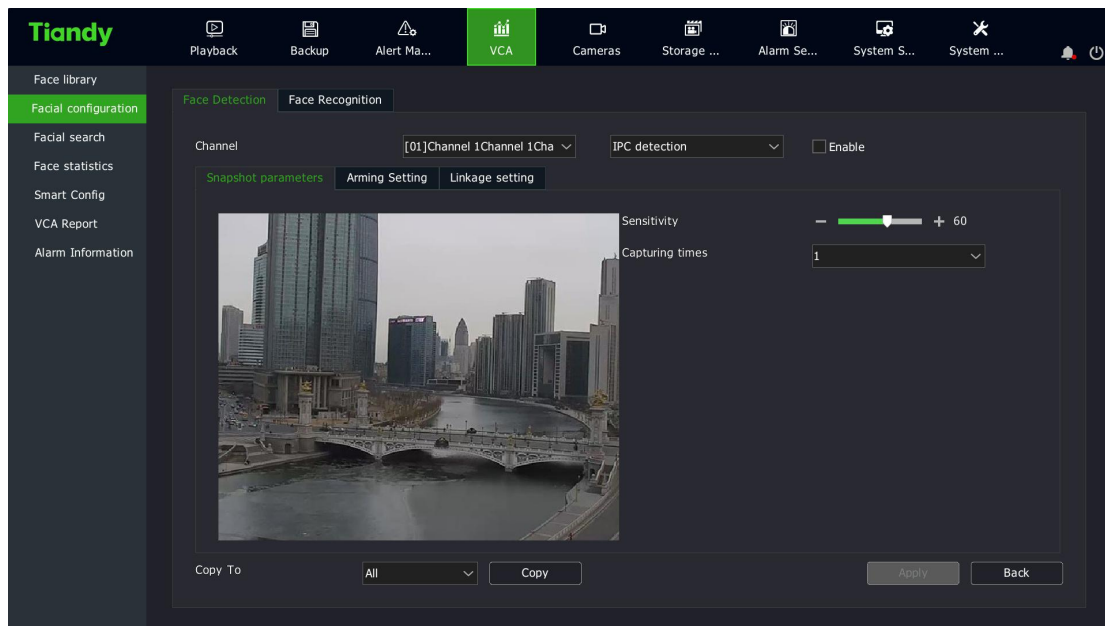 Tiandy
Playback Backup Alert Ma... VCA Cameras Storage ... Alarm Se... System S... System ...
Face library
Facial configuration
Facial search
Face statistics
Smart Config
VCA Report
Alarm Information
Face Detection Face Recognition
Channel [01]Channel 1Channel 1Cha IPC detection Enable
Snapshot parameters Arming Setting Linkage setting
Sensitivity 60
Capturing times 1
Copy To All Copy Apply Back